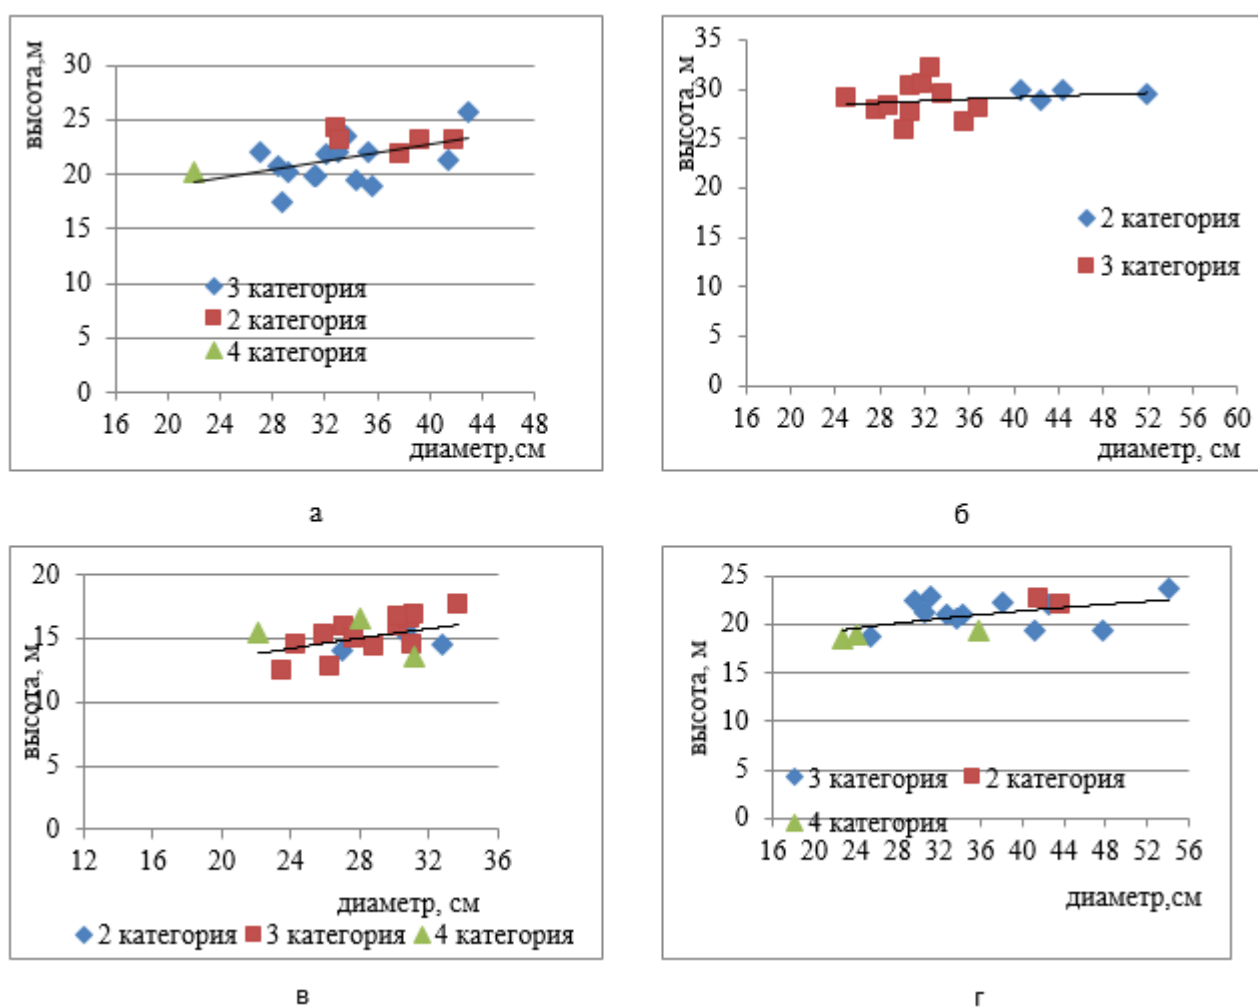 высота,м
30
25
20
15
10
5
0
3 категория
2 категория
4 категория
16 20 24 28 32 36 40 44 48
диаметр,см
а
высота, м
35
30
25
20
15
10
5
0
2 категория
3 категория
16 20 24 28 32 36 40 44 48 52 56 60
диаметр, см
б
высота, м
20
15
10
5
0
12 16 20 24 28 32 36
диаметр, см
2 категория 3 категория 4 категория
в
высота, м
25
20
15
10
5
0
3 категория 2 категория
4 категория
16 20 24 28 32 36 40 44 48 52 56
диаметр,см
г